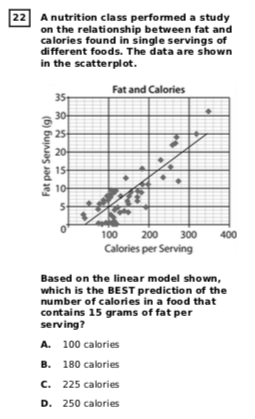 22 A nutrition class performed a study
on the relationship between fat and
calories found in single servings of
different foods. The data are shown
in the scatterplot.
Fat and Calories
Fat per Serving (g)
35
30
25
20
15
10
5
0
100 200 300 400
Calories per Serving
Based on the linear model shown,
which is the BEST prediction of the
number of calories in a food that
contains 15 grams of fat per
serving?
A. 100 calories
B. 180 calories
C. 225 calories
D. 250 calories